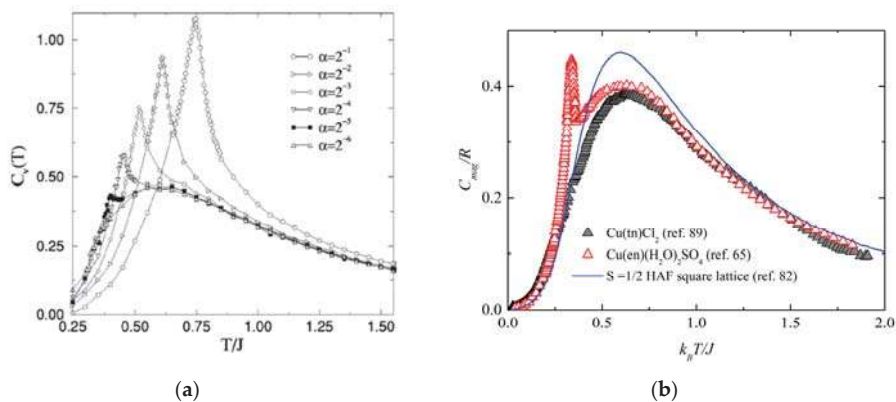 1.00
0.75
0.50
0.25
0.00
C_v(T)
α=2⁻¹
α=2⁻²
α=2⁻³
α=2⁻⁴
α=2⁻⁵
α=2⁻⁶
0.25 0.50 0.75 1.00 1.25 1.50
T/J
(a)
0.4
0.2
0.0
C_mag/R
Cu(tn)Cl₂ (ref. 89)
Cu(en)(H₂O)₂SO₄ (ref. 65)
S =1/2 HAF square lattice (ref. 82)
0.0 0.5 1.0 1.5 2.0
k_BT/J
(b)